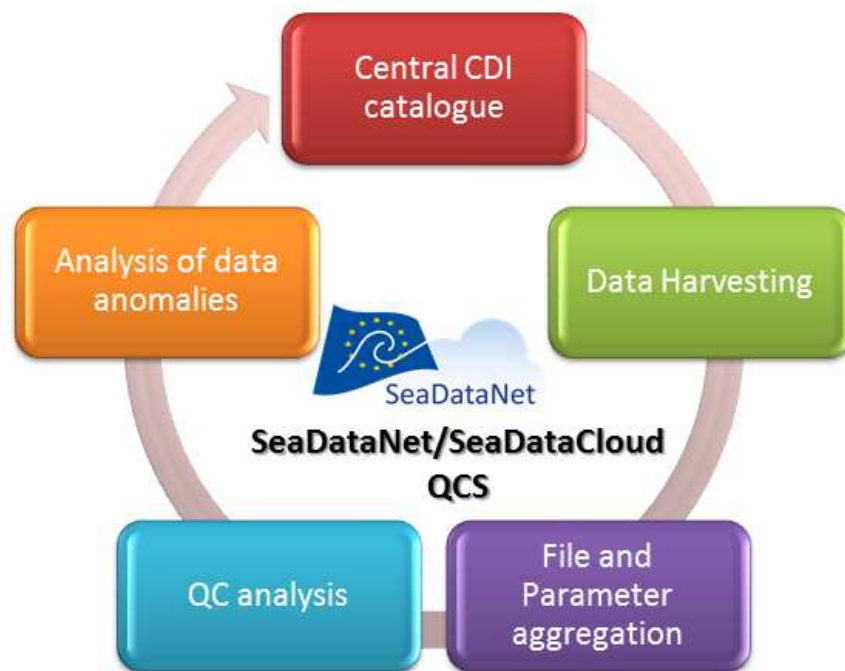 Central CDI
catalogue
Data Harvesting
File and
Parameter
aggregation
QC analysis
Analysis of data
anomalies
SeaDataNet
SeaDataNet/SeaDataCloud
QCS